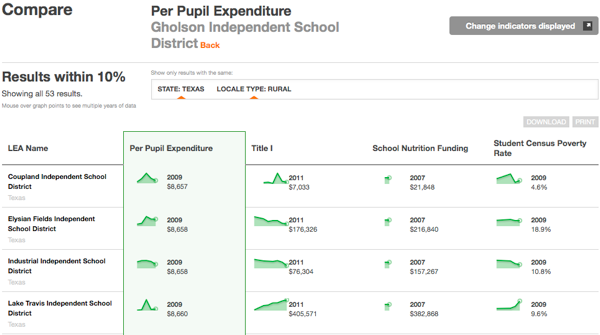 Compare
Per Pupil Expenditure
Gholson Independent School
District Back
Change indicators displayed
Results within 10%
Showing all 53 results.
Mouse over graph points to see multiple years of data
Show only results with the same:
STATE: TEXAS LOCALE TYPE: RURAL
DOWNLOAD PRINT
LEA Name Per Pupil Expenditure Title I School Nutrition Funding Student Census Poverty
Rate
Coupland Independent School
District
Texas
2009
$8,657
2011
$7,033
2007
$21,848
2009
4.6%
Elysian Fields Independent
School District
Texas
2009
$8,658
2011
$176,326
2007
$216,840
2009
18.9%
Industrial Independent School
District
Texas
2009
$8,658
2011
$76,304
2007
$157,267
2009
10.8%
Lake Travis Independent School
District
Texas
2009
$8,660
2011
$405,571
2007
$382,868
2009
9.6%